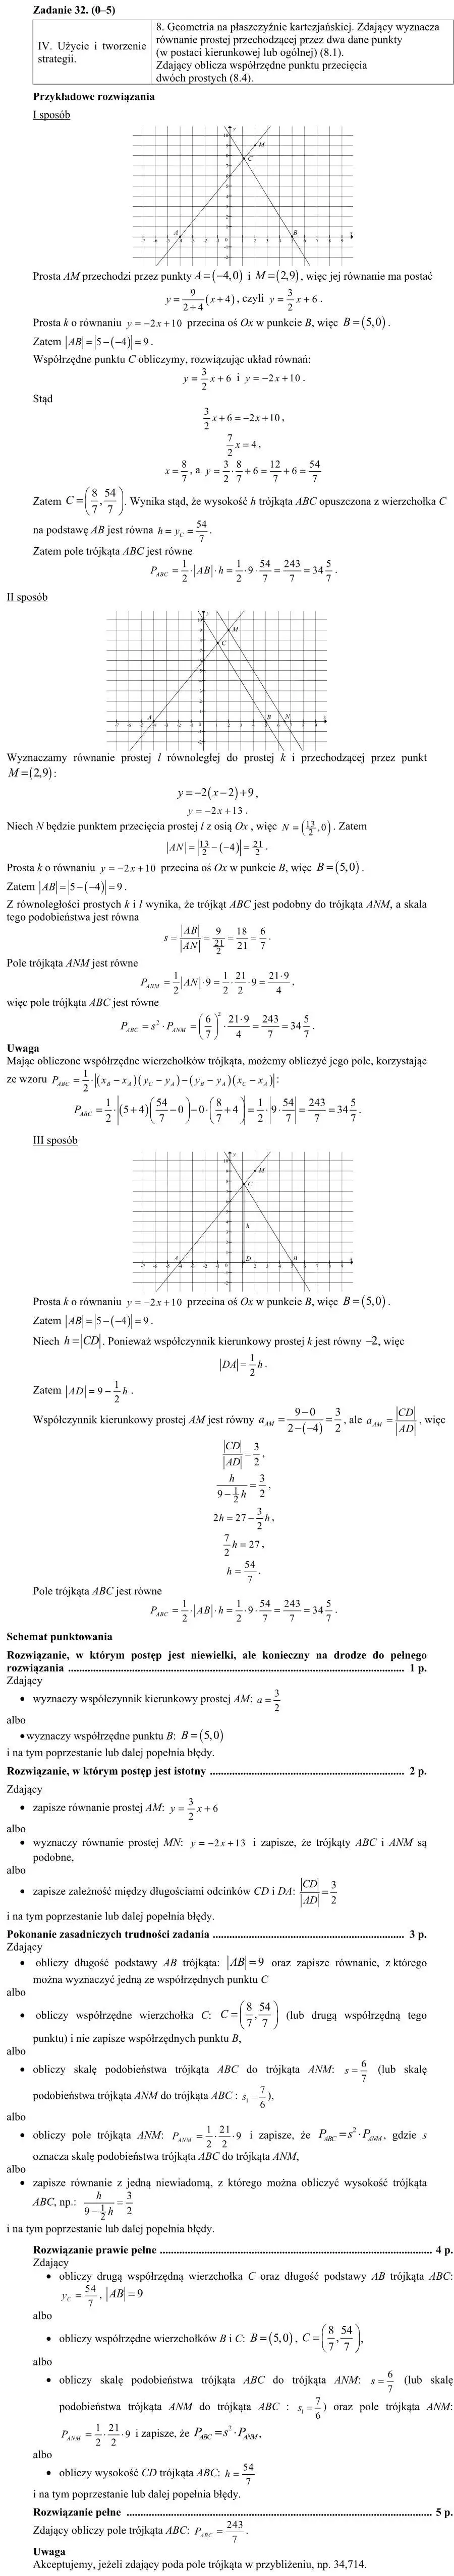 Zadanie 32. (0–5)
IV. Użycie i tworzenie strategii.
8. Geometria na płaszczyźnie kartezjańskiej. Zdający wyznacza
równanie prostej przechodzącej przez dwa dane punkty
(w postaci kierunkowej lub ogólnej) (8.1).
Zdający oblicza współrzędne punktu przecięcia
dwóch prostych (8.4).
Przykładowe rozwiązania
I sposób
Prosta AM przechodzi przez punkty A = (−4,0) i M = (2,9), więc jej równanie ma postać
y = 9/(2+4) (x+4), czyli y = 3/2 x + 6 .
Prosta k o równaniu y = −2x+10 przecina oś Ox w punkcie B, więc B = (5,0) .
Zatem |AB| = |5−(−4)| = 9 .
Współrzędne punktu C obliczymy, rozwiązując układ równań:
y = 3/2 x + 6 i y = −2x+10 .
Stąd
3/2 x + 6 = −2x+10 ,
7/2 x = 4 ,
x = 8/7 , a y = 3/2 · 8/7 + 6 = 12/7 + 6 = 54/7
Zatem C = (8/7, 54/7). Wynika stąd, że wysokość h trójkąta ABC opuszczona z wierzchołka C
na podstawę AB jest równa h = y_C = 54/7 .
Zatem pole trójkąta ABC jest równe
P_ABC = 1/2 · |AB| · h = 1/2 · 9 · 54/7 = 243/7 = 34 5/7 .
II sposób
Wyznaczamy równanie prostej l równoległej do prostej k i przechodzącej przez punkt
M = (2,9) :
y = −2(x−2)+9 ,
y = −2x+13 .
Niech N będzie punktem przecięcia prostej l z osią Ox , więc N = (13/2, 0) . Zatem
|AN| = |13/2 − (−4)| = 21/2 .
Prosta k o równaniu y = −2x+10 przecina oś Ox w punkcie B, więc B = (5,0) .
Zatem |AB| = |5−(−4)| = 9 .
Z równoległości prostych k i l wynika, że trójkąt ABC jest podobny do trójkąta ANM, a skala
tego podobieństwa jest równa
s = |AB|/|AN| = 9/(21/2) = 18/21 = 6/7 .
Pole trójkąta ANM jest równe
P_ANM = 1/2 |AN| · 9 = 1/2 · 21/2 · 9 = 21·9/4 ,
więc pole trójkąta ABC jest równe
P_ABC = s² · P_ANM = (6/7)² · 21·9/4 = 243/7 = 34 5/7 .
Uwaga
Mając obliczone współrzędne wierzchołków trójkąta, możemy obliczyć jego pole, korzystając
ze wzoru P_ABC = 1/2 · |(x_B − x_A)(y_C − y_A) − (y_B − y_A)(x_C − x_A)| :
P_ABC = 1/2 · |(5+4)(54/7 − 0) − 0·(8/7 + 4)| = 1/2 · |9 · 54/7| = 243/7 = 34 5/7 .
III sposób
Prosta k o równaniu y = −2x+10 przecina oś Ox w punkcie B, więc B = (5,0) .
Zatem |AB| = |5−(−4)| = 9 .
Niech h = |CD| . Ponieważ współczynnik kierunkowy prostej k jest równy −2, więc
|DA| = 1/2 h .
Zatem |AD| = 9 − 1/2 h .
Współczynnik kierunkowy prostej AM jest równy a_AM = (9−0)/(2−(−4)) = 3/2 , ale a_AM = |CD|/|AD| , więc
|CD|/|AD| = 3/2 ,
h/(9 − 1/2 h) = 3/2 ,
2h = 27 − 3/2 h ,
7/2 h = 27 ,
h = 54/7 .
Pole trójkąta ABC jest równe
P_ABC = 1/2 · |AB| · h = 1/2 · 9 · 54/7 = 243/7 = 34 5/7 .
Schemat punktowania
Rozwiązanie, w którym postęp jest niewielki, ale konieczny na drodze do pełnego
rozwiązania ........ 1 p.
Zdający
• wyznaczy współczynnik kierunkowy prostej AM: a = 3/2
albo
• wyznaczy współrzędne punktu B: B = (5,0)
i na tym poprzestanie lub dalej popełnia błędy.
Rozwiązanie, w którym postęp jest istotny ........ 2 p.
Zdający
• zapisze równanie prostej AM: y = 3/2 x + 6
albo
• wyznaczy równanie prostej MN: y = −2x+13 i zapisze, że trójkąty ABC i ANM są
podobne,
albo
• zapisze zależność między długościami odcinków CD i DA: |CD|/|AD| = 3/2
i na tym poprzestanie lub dalej popełnia błędy.
Pokonanie zasadniczych trudności zadania ........ 3 p.
Zdający
• obliczy długość podstawy AB trójkąta: |AB| = 9 oraz zapisze równanie, z którego
można wyznaczyć jedną ze współrzędnych punktu C
albo
• obliczy współrzędne wierzchołka C: C = (8/7, 54/7) (lub drugą współrzędną tego
punktu) i nie zapisze współrzędnych punktu B,
albo
• obliczy skalę podobieństwa trójkąta ABC do trójkąta ANM: s = 6/7 (lub skalę
podobieństwa trójkąta ANM do trójkąta ABC : s₁ = 7/6 ),
albo
• obliczy pole trójkąta ANM: P_ANM = 1/2 · 21/2 · 9 i zapisze, że P_ABC = s² · P_ANM , gdzie s
oznacza skalę podobieństwa trójkąta ABC do trójkąta ANM,
albo
• zapisze równanie z jedną niewiadomą, z którego można obliczyć wysokość trójkąta
ABC, np.: h/(9 − 1/2 h) = 3/2
i na tym poprzestanie lub dalej popełnia błędy.
Rozwiązanie prawie pełne ........ 4 p.
Zdający
• obliczy drugą współrzędną wierzchołka C oraz długość podstawy AB trójkąta ABC:
y_C = 54/7 , |AB| = 9
albo
• obliczy współrzędne wierzchołków B i C: B = (5,0) , C = (8/7, 54/7),
albo
• obliczy skalę podobieństwa trójkąta ABC do trójkąta ANM: s = 6/7 (lub skalę
podobieństwa trójkąta ANM do trójkąta ABC : s₁ = 7/6 ) oraz pole trójkąta ANM:
P_ANM = 1/2 · 21/2 · 9 i zapisze, że P_ABC = s² · P_ANM ,
albo
• obliczy wysokość CD trójkąta ABC: h = 54/7
i na tym poprzestanie lub dalej popełnia błędy.
Rozwiązanie pełne ........ 5 p.
Zdający obliczy pole trójkąta ABC: P_ABC = 243/7 .
Uwaga
Akceptujemy, jeżeli zdający poda pole trójkąta w przybliżeniu, np. 34,714.